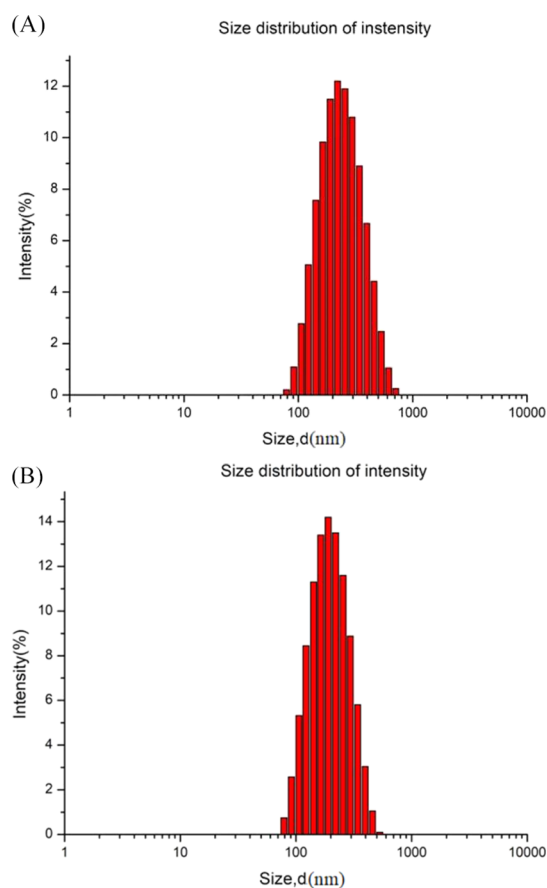 (A)
Size distribution of instensity
Intensity(%)
12
10
8
6
4
2
0
1 10 100 1000 10000
Size,d(nm)
(B)
Size distribution of intensity
Intensity(%)
14
12
10
8
6
4
2
0
1 10 100 1000 10000
Size,d(nm)